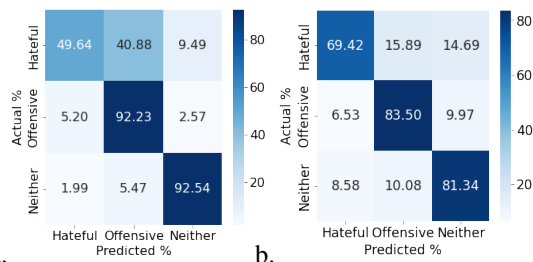 Hateful 49.64 40.88 9.49
Offensive 5.20 92.23 2.57
Neither 1.99 5.47 92.54
Actual %
Hateful Offensive Neither
Predicted %
80
60
40
20
Hateful 69.42 15.89 14.69
Offensive 6.53 83.50 9.97
Neither 8.58 10.08 81.34
Actual %
Hateful Offensive Neither
Predicted %
80
60
40
20
b.